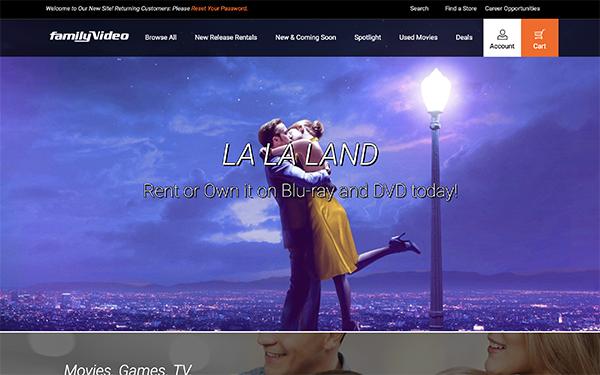 Welcome to Our New Site! Returning Customers: Please Reset Your Password.
Search Find a Store Career Opportunities
familyVideo Browse All New Release Rentals New & Coming Soon Spotlight Used Movies Deals Account Cart
LA LA LAND
Rent or Own it on Blu-ray and DVD today!
Movies, Games, TV